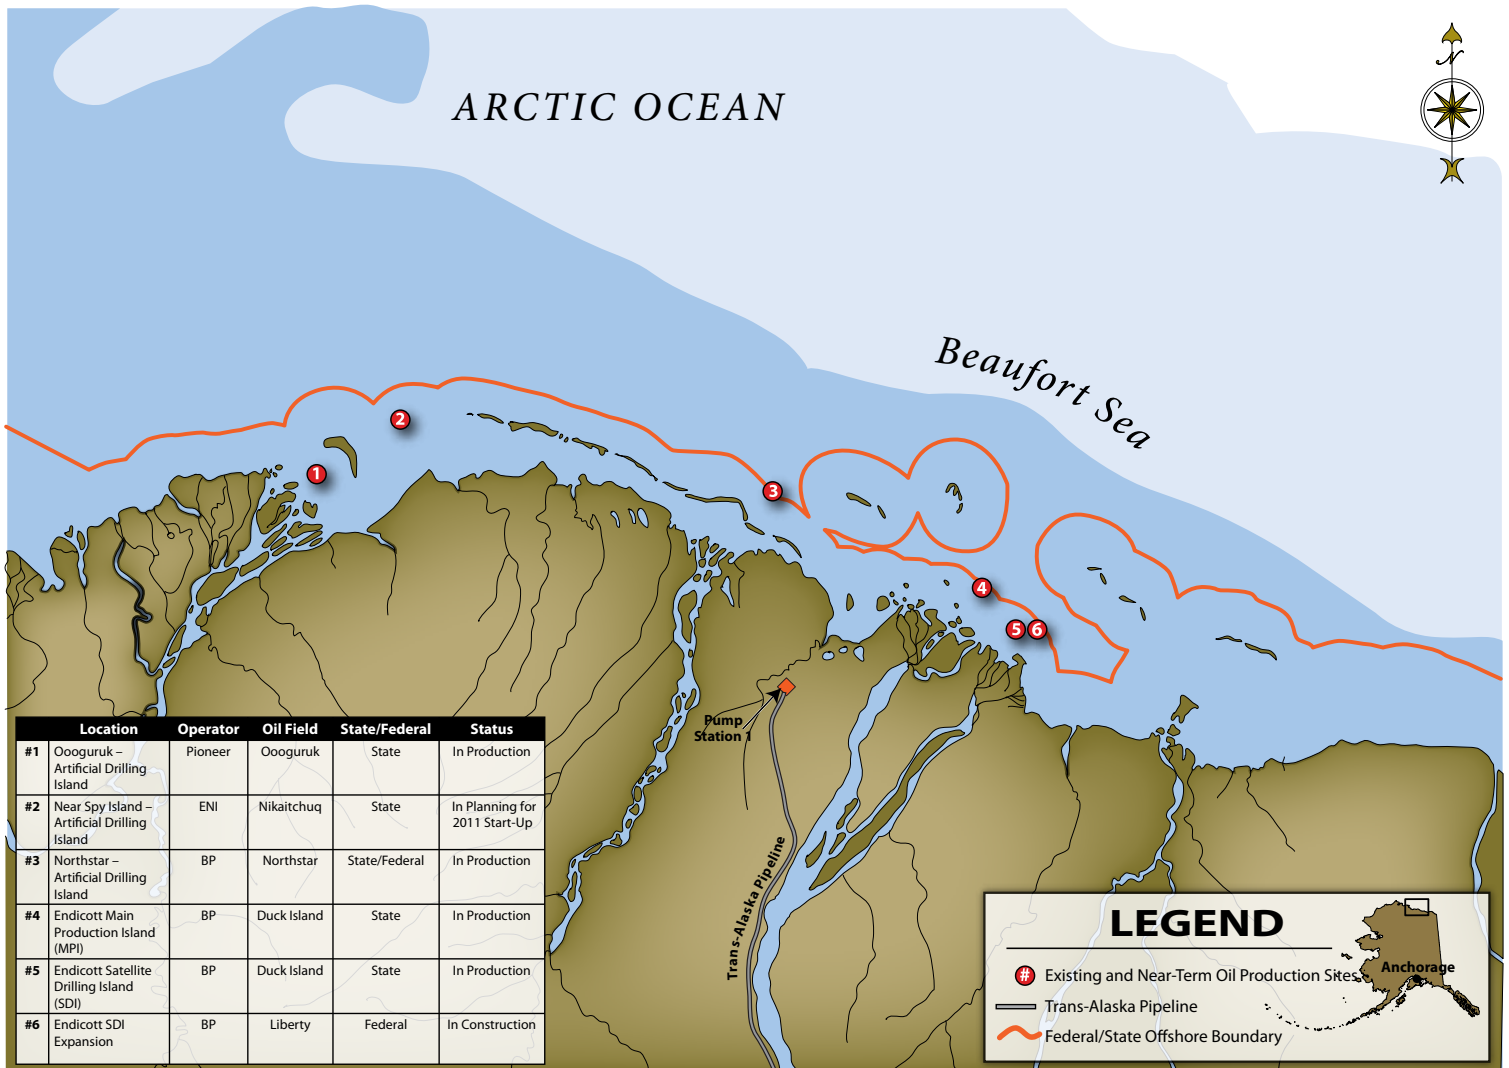 ARCTIC OCEAN
N
Beaufort Sea
2
1
3
4
5 6
Pump
Station 1
Trans-Alaska Pipeline
Location Operator Oil Field State/Federal Status
#1 Oooguruk – Pioneer Oooguruk State In Production
Artificial Drilling
Island
#2 Near Spy Island – ENI Nikaitchuq State In Planning for
Artificial Drilling 2011 Start-Up
Island
#3 Northstar – BP Northstar State/Federal In Production
Artificial Drilling
Island
#4 Endicott Main BP Duck Island State In Production
Production Island
(MPI)
#5 Endicott Satellite BP Duck Island State In Production
Drilling Island
(SDI)
#6 Endicott SDI BP Liberty Federal In Construction
Expansion
LEGEND
# Existing and Near-Term Oil Production Sites
Anchorage
Trans-Alaska Pipeline
Federal/State Offshore Boundary